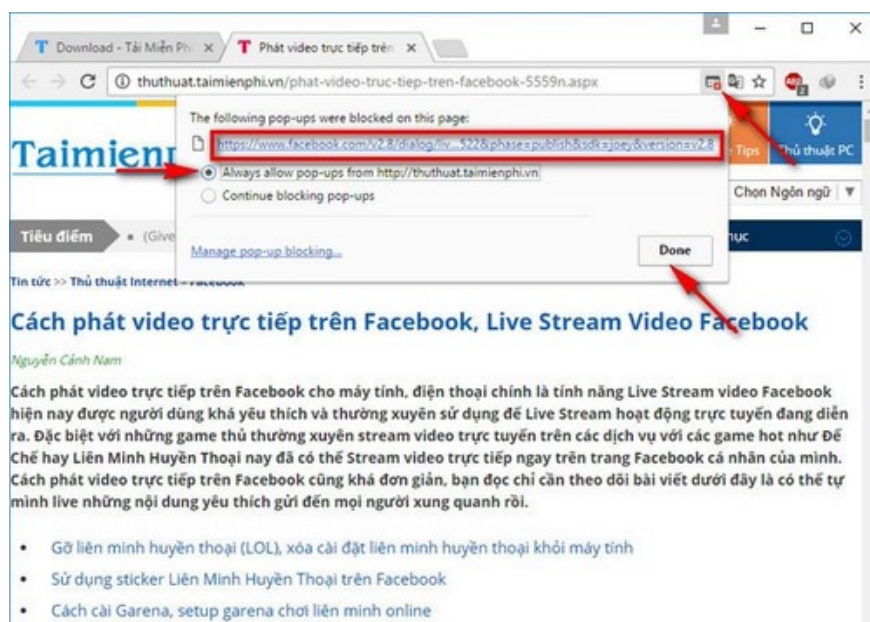 Download - Tải Miễn Ph
Phát video trực tiếp trên
thuthuat.taimienphi.vn/phat-video-truc-tiep-tren-facebook-5559n.aspx
ABP
2
The following pop-ups were blocked on this page:
https://www.facebook.com/v2.8/dialog/liv...522&phase=publish&sdk=joey&version=v2.8
Always allow pop-ups from http://thuthuat.taimienphi.vn
Continue blocking pop-ups
Manage pop-up blocking...
Done
Taimien
Tips
Thủ thuật PC
Chọn Ngôn ngữ
Tiêu điểm
(Give
mục
Tin tức >> Thủ thuật Internet - Facebook
Cách phát video trực tiếp trên Facebook, Live Stream Video Facebook
Nguyễn Cảnh Nam
Cách phát video trực tiếp trên Facebook cho máy tính, điện thoại chính là tính năng Live Stream video Facebook
hiện nay được người dùng khá yêu thích và thường xuyên sử dụng để Live Stream hoạt động trực tuyến đang diễn
ra. Đặc biệt với những game thủ thường xuyên stream video trực tuyến trên các dịch vụ với các game hot như Đế
Chế hay Liên Minh Huyền Thoại nay đã có thể Stream video trực tiếp ngay trên trang Facebook cá nhân của mình.
Cách phát video trực tiếp trên Facebook cũng khá đơn giản, bạn đọc chỉ cần theo dõi bài viết dưới đây là có thể tự
mình live những nội dung yêu thích gửi đến mọi người xung quanh rồi.
Gỡ liên minh huyền thoại (LOL), xóa cài đặt liên minh huyền thoại khỏi máy tính
Sử dụng sticker Liên Minh Huyền Thoại trên Facebook
Cách cài Garena, setup garena chơi liên minh online